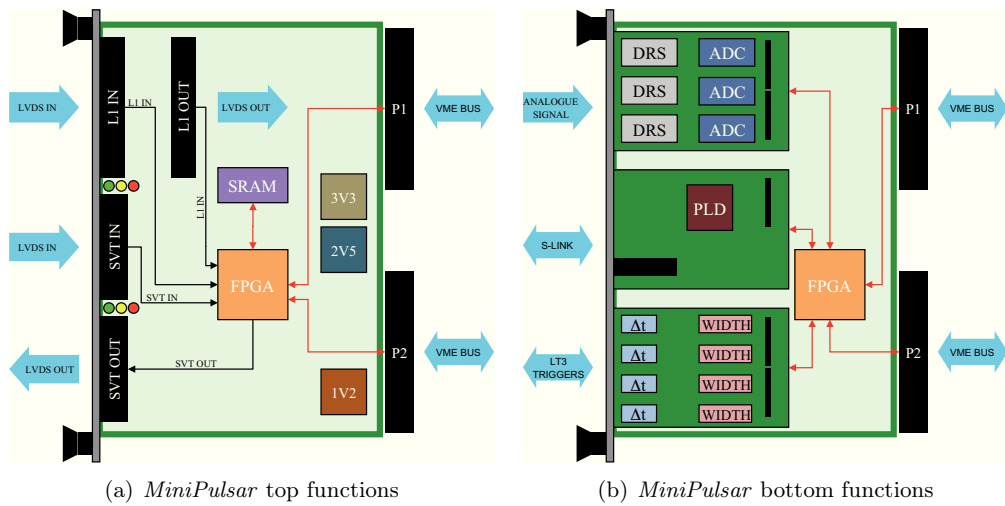 LVDS IN
L1 IN
L1 IN
L1 OUT
LVDS OUT
P1
VME BUS
SRAM
3V3
L1 IN
LVDS IN
SVT IN
2V5
FPGA
SVT IN
SVT OUT
LVDS OUT
SVT OUT
P2
VME BUS
1V2
(a) MiniPulsar top functions
DRS
ADC
ANALOGUE
SIGNAL
DRS
ADC
P1
VME BUS
DRS
ADC
PLD
S-LINK
FPGA
Δt
WIDTH
LT3
TRIGGERS
Δt
WIDTH
P2
VME BUS
Δt
WIDTH
Δt
WIDTH
(b) MiniPulsar bottom functions